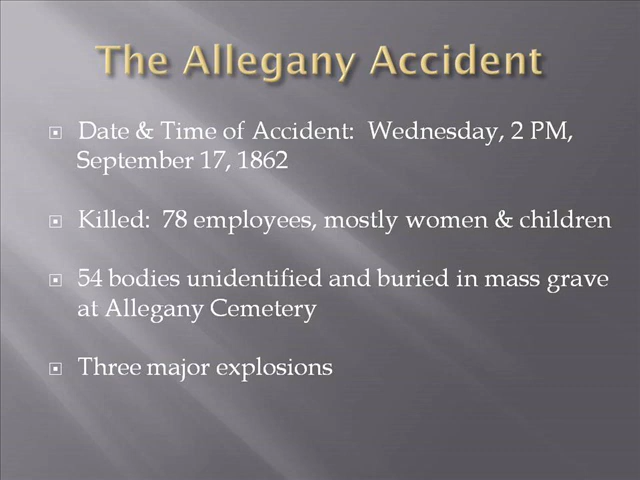 The Allegany Accident
Date & Time of Accident:  Wednesday, 2 PM,
September 17, 1862
Killed:  78 employees, mostly women & children
54 bodies unidentified and buried in mass grave
at Allegany Cemetery
Three major explosions